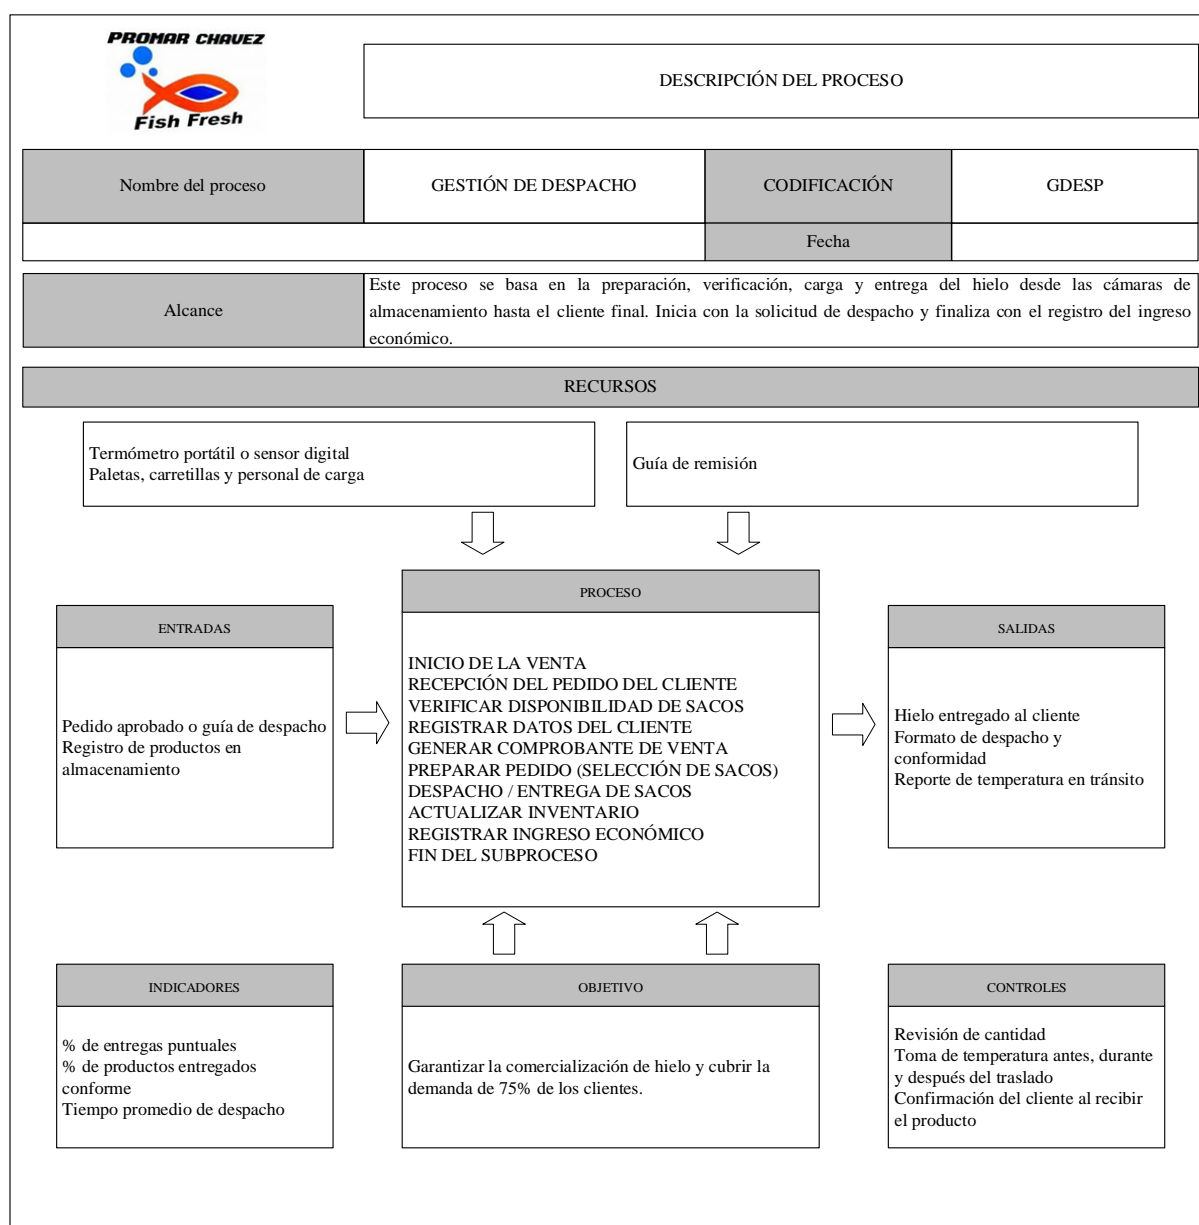 PROMAR CHAVEZ
Fish Fresh
DESCRIPCIÓN DEL PROCESO
Nombre del proceso
GESTIÓN DE DESPACHO
CODIFICACIÓN
GDESP
Fecha
Alcance
Este proceso se basa en la preparación, verificación, carga y entrega del hielo desde las cámaras de
almacenamiento hasta el cliente final. Inicia con la solicitud de despacho y finaliza con el registro del ingreso
económico.
RECURSOS
Termómetro portátil o sensor digital
Paletas, carretillas y personal de carga
Guía de remisión
ENTRADAS
Pedido aprobado o guía de despacho
Registro de productos en
almacenamiento
PROCESO
INICIO DE LA VENTA
RECEPCIÓN DEL PEDIDO DEL CLIENTE
VERIFICAR DISPONIBILIDAD DE SACOS
REGISTRAR DATOS DEL CLIENTE
GENERAR COMPROBANTE DE VENTA
PREPARAR PEDIDO (SELECCIÓN DE SACOS)
DESPACHO / ENTREGA DE SACOS
ACTUALIZAR INVENTARIO
REGISTRAR INGRESO ECONÓMICO
FIN DEL SUBPROCESO
SALIDAS
Hielo entregado al cliente
Formato de despacho y
conformidad
Reporte de temperatura en tránsito
INDICADORES
% de entregas puntuales
% de productos entregados
conforme
Tiempo promedio de despacho
OBJETIVO
Garantizar la comercialización de hielo y cubrir la
demanda de 75% de los clientes.
CONTROLES
Revisión de cantidad
Toma de temperatura antes, durante
y después del traslado
Confirmación del cliente al recibir
el producto